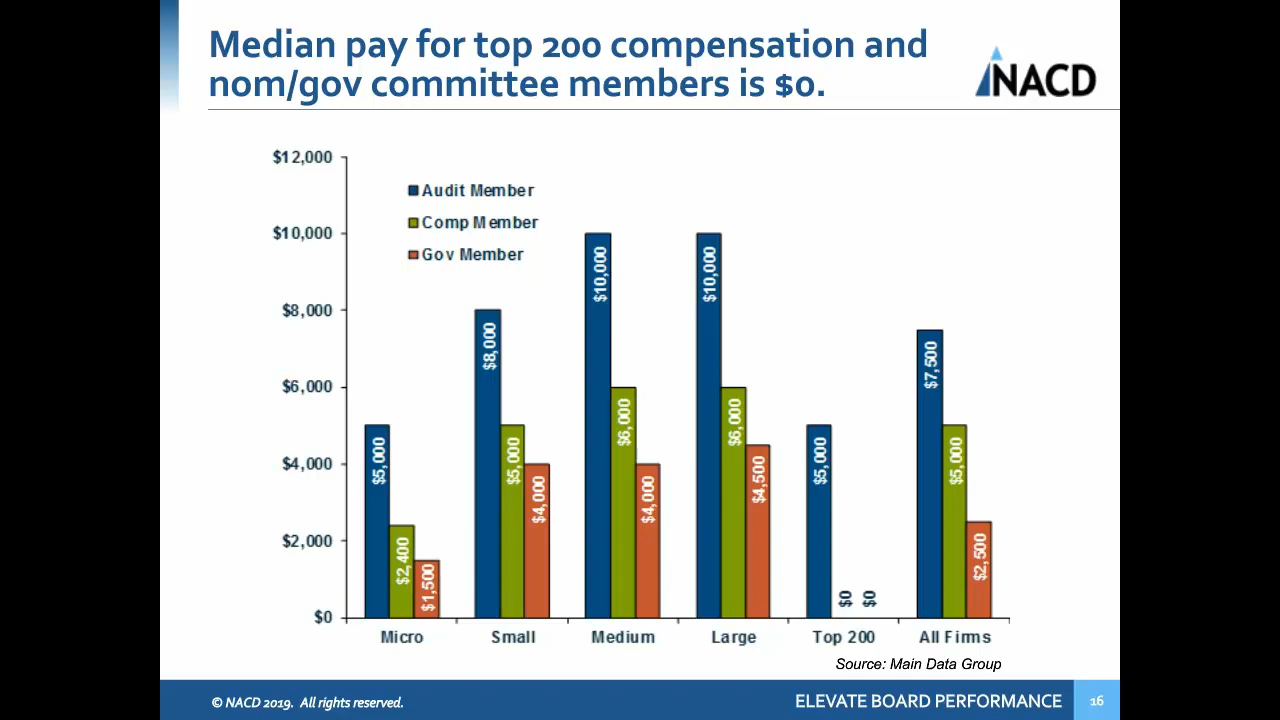 Median pay for top 200 compensation and
nom/gov committee members is $0.
NACD
$12,000
$10,000
$8,000
$6,000
$4,000
$2,000
$0
Audit Member
Comp Member
Gov Member
$5,000
$2,400
$1,500
$8,000
$5,000
$4,000
$10,000
$6,000
$4,000
$10,000
$6,000
$4,500
$5,000
$0
$0
$7,500
$5,000
$2,500
Micro
Small
Medium
Large
Top 200
All Firms
Source: Main Data Group
© NACD 2019. All rights reserved.
ELEVATE BOARD PERFORMANCE
16